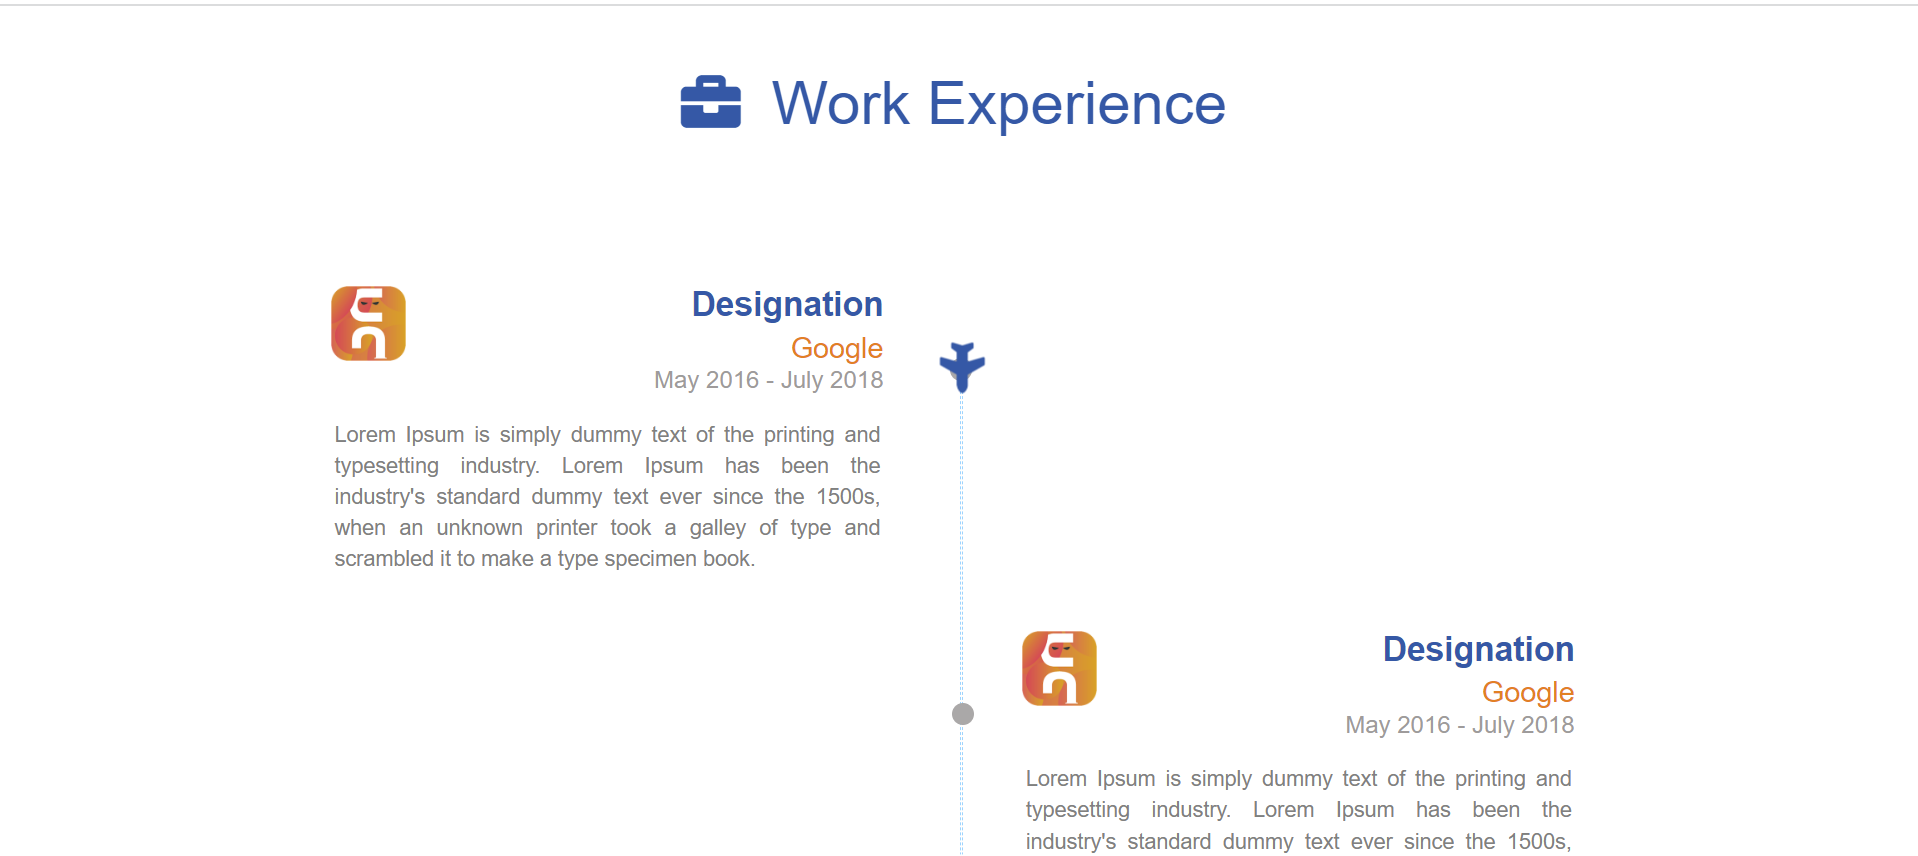 Work Experience
Designation
Google
May 2016 - July 2018
Lorem Ipsum is simply dummy text of the printing and
typesetting industry. Lorem Ipsum has been the
industry's standard dummy text ever since the 1500s,
when an unknown printer took a galley of type and
scrambled it to make a type specimen book.
Designation
Google
May 2016 - July 2018
Lorem Ipsum is simply dummy text of the printing and
typesetting industry. Lorem Ipsum has been the
industry's standard dummy text ever since the 1500s,